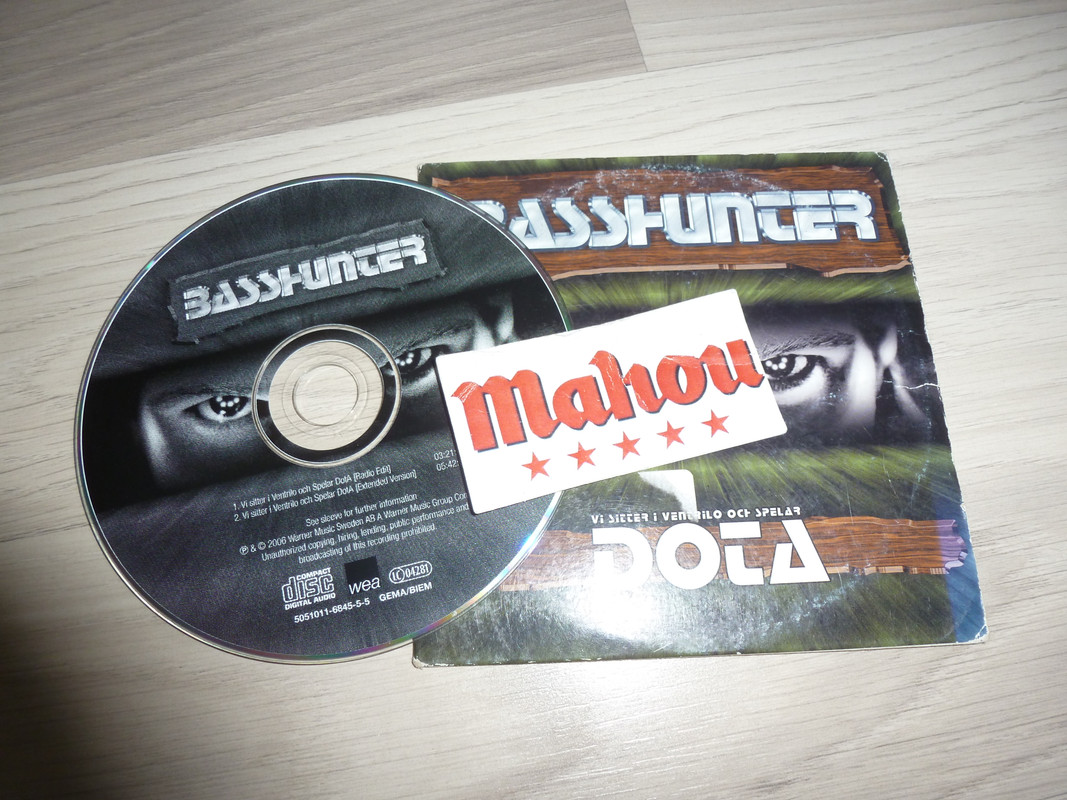 BASSHUNTER
1. Vi sitter i Ventrilo och Spelar DotA [Radio Edit] 03:21
2. Vi sitter i Ventrilo och Spelar DotA [Extended Version] 05:42
See sleeve for further information
℗ & © 2006 Warner Music Sweden AB A Warner Music Group
Unauthorized copying, hiring, lending, public performance and
broadcasting of this recording prohibited.
COMPACT
disc
DIGITAL AUDIO
wea
LC 04281
5051011-6845-5-5 GEMA/BIEM
BASSHUNTER
Mahou
VI SITTER I VENTRILO OCH SPELAR
DOTA